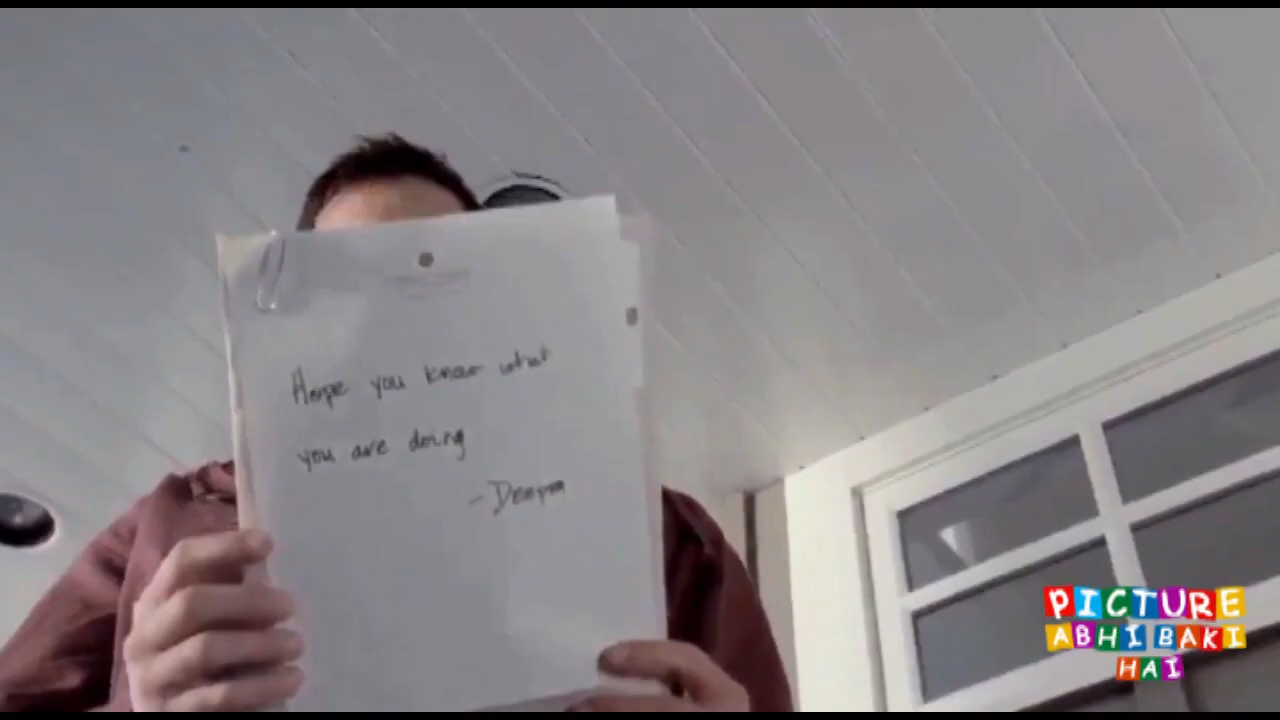 Hope you know what
you are doing
- Deepa
PICTURE
ABHI BAKI
HAI